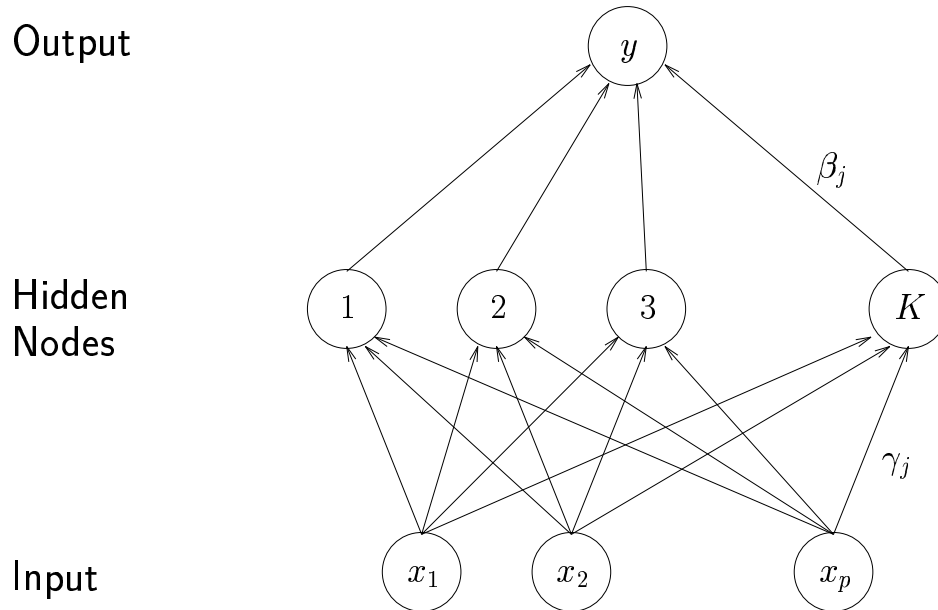 Output
y
β_j
Hidden
Nodes
1 2 3 K
γ_j
Input
x_1 x_2 x_p